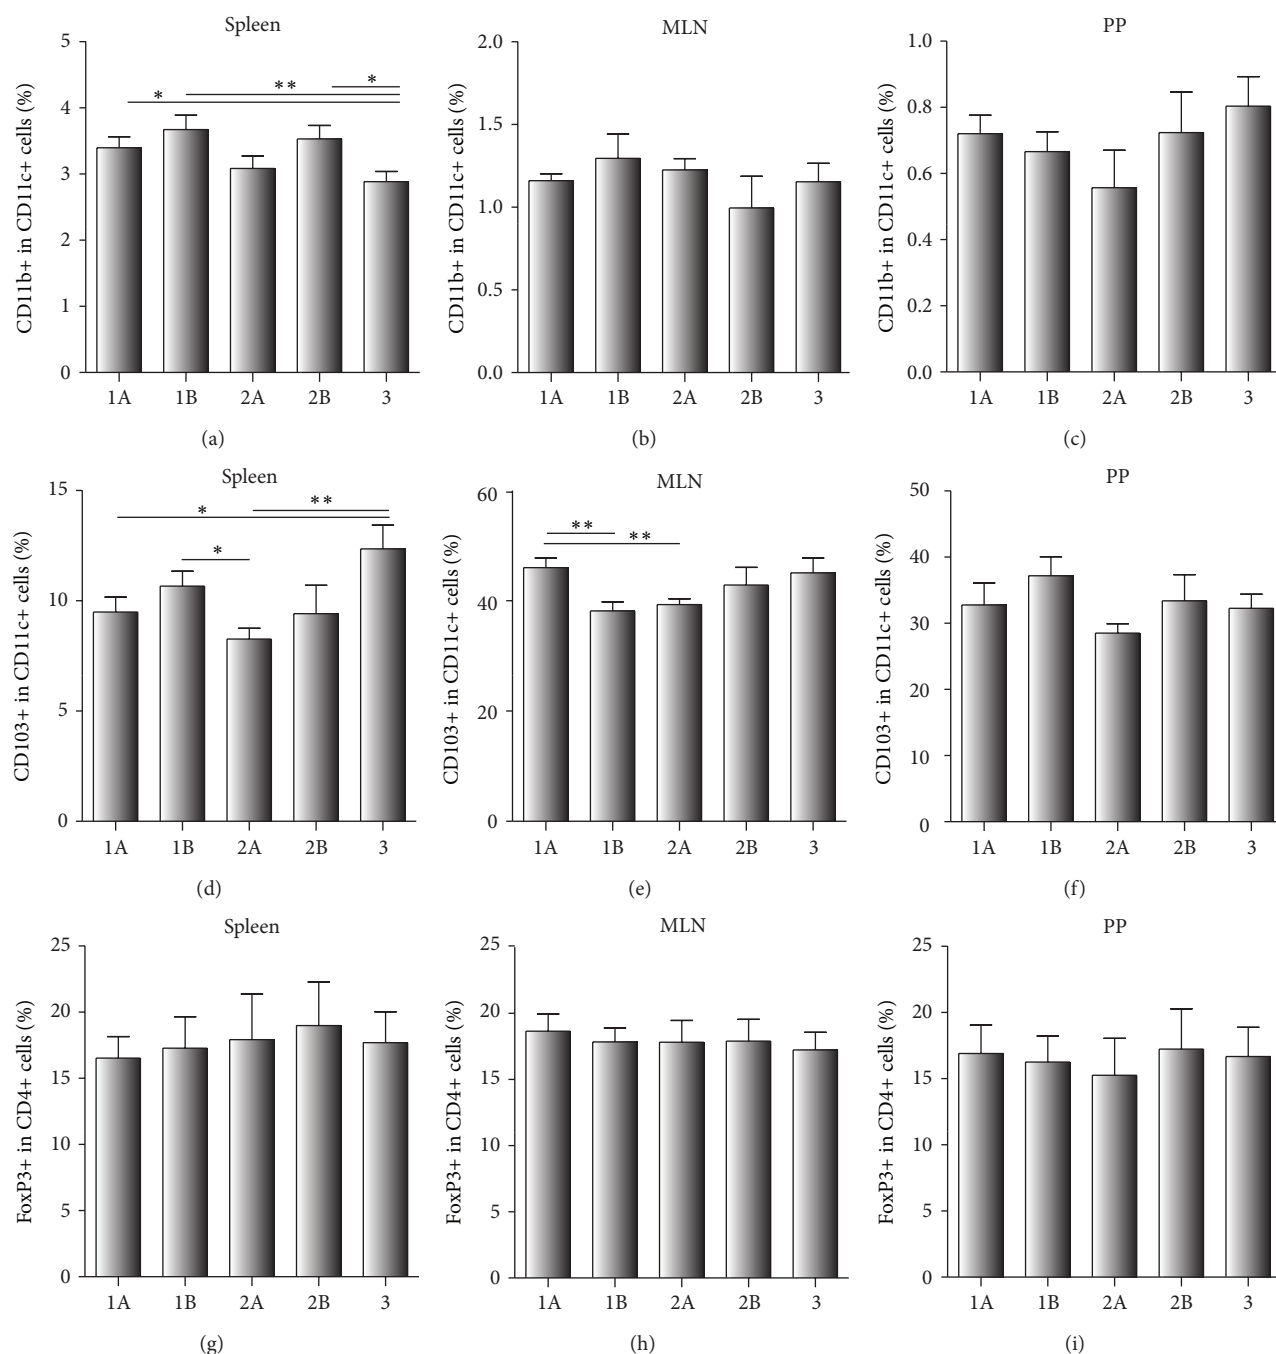 Spleen
CD11b+ in CD11c+ cells (%)
5
4
3
2
1
0
*
**
*
1A 1B 2A 2B 3
(a)
MLN
CD11b+ in CD11c+ cells (%)
2.0
1.5
1.0
0.5
0.0
1A 1B 2A 2B 3
(b)
PP
CD11b+ in CD11c+ cells (%)
1.0
0.8
0.6
0.4
0.2
0.0
1A 1B 2A 2B 3
(c)
Spleen
CD103+ in CD11c+ cells (%)
15
10
5
0
*
**
*
1A 1B 2A 2B 3
(d)
MLN
CD103+ in CD11c+ cells (%)
60
40
20
0
**
**
1A 1B 2A 2B 3
(e)
PP
CD103+ in CD11c+ cells (%)
50
40
30
20
10
0
1A 1B 2A 2B 3
(f)
Spleen
FoxP3+ in CD4+ cells (%)
25
20
15
10
5
0
1A 1B 2A 2B 3
(g)
MLN
FoxP3+ in CD4+ cells (%)
25
20
15
10
5
0
1A 1B 2A 2B 3
(h)
PP
FoxP3+ in CD4+ cells (%)
25
20
15
10
5
0
1A 1B 2A 2B 3
(i)